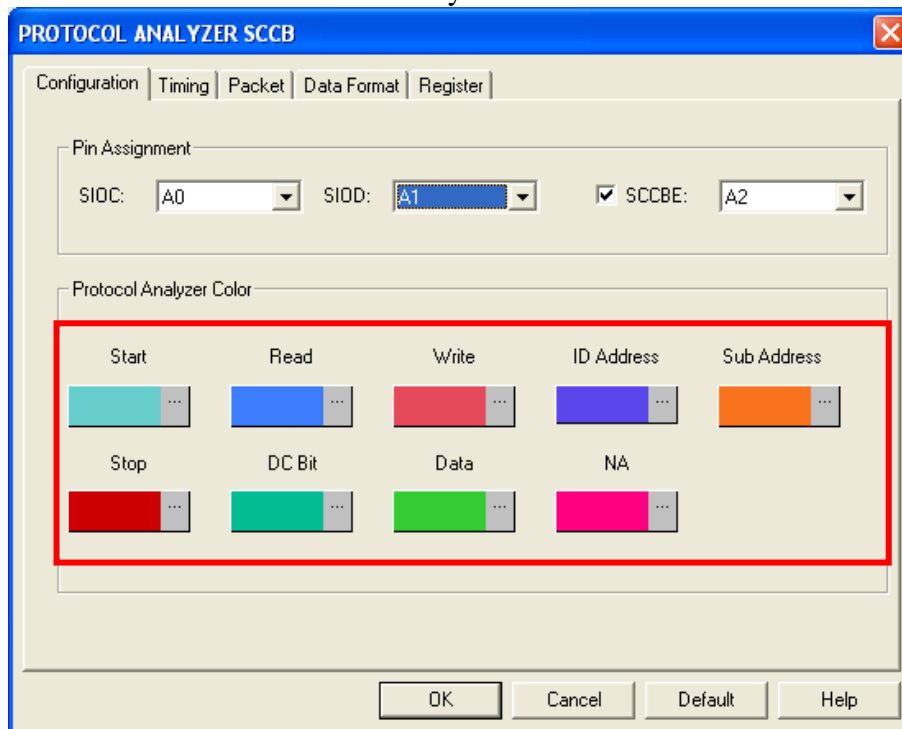 PROTOCOL ANALYZER SCCB
Configuration Timing Packet Data Format Register
Pin Assignment
SIOC: A0 SIOD: A1 SCCBE: A2
Protocol Analyzer Color
Start Read Write ID Address Sub Address
... ... ... ... ...
Stop DC Bit Data NA
... ... ... ...
OK Cancel Default Help